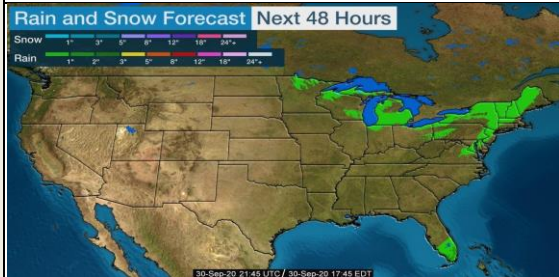 Rain and Snow Forecast Next 48 Hours
Snow 1" 3" 5" 8" 12" 18" 24"+
Rain 1" 2" 3" 5" 8" 12" 18" 24"+
30-Sep-20 21:45 UTC / 30-Sep-20 17:45 EDT